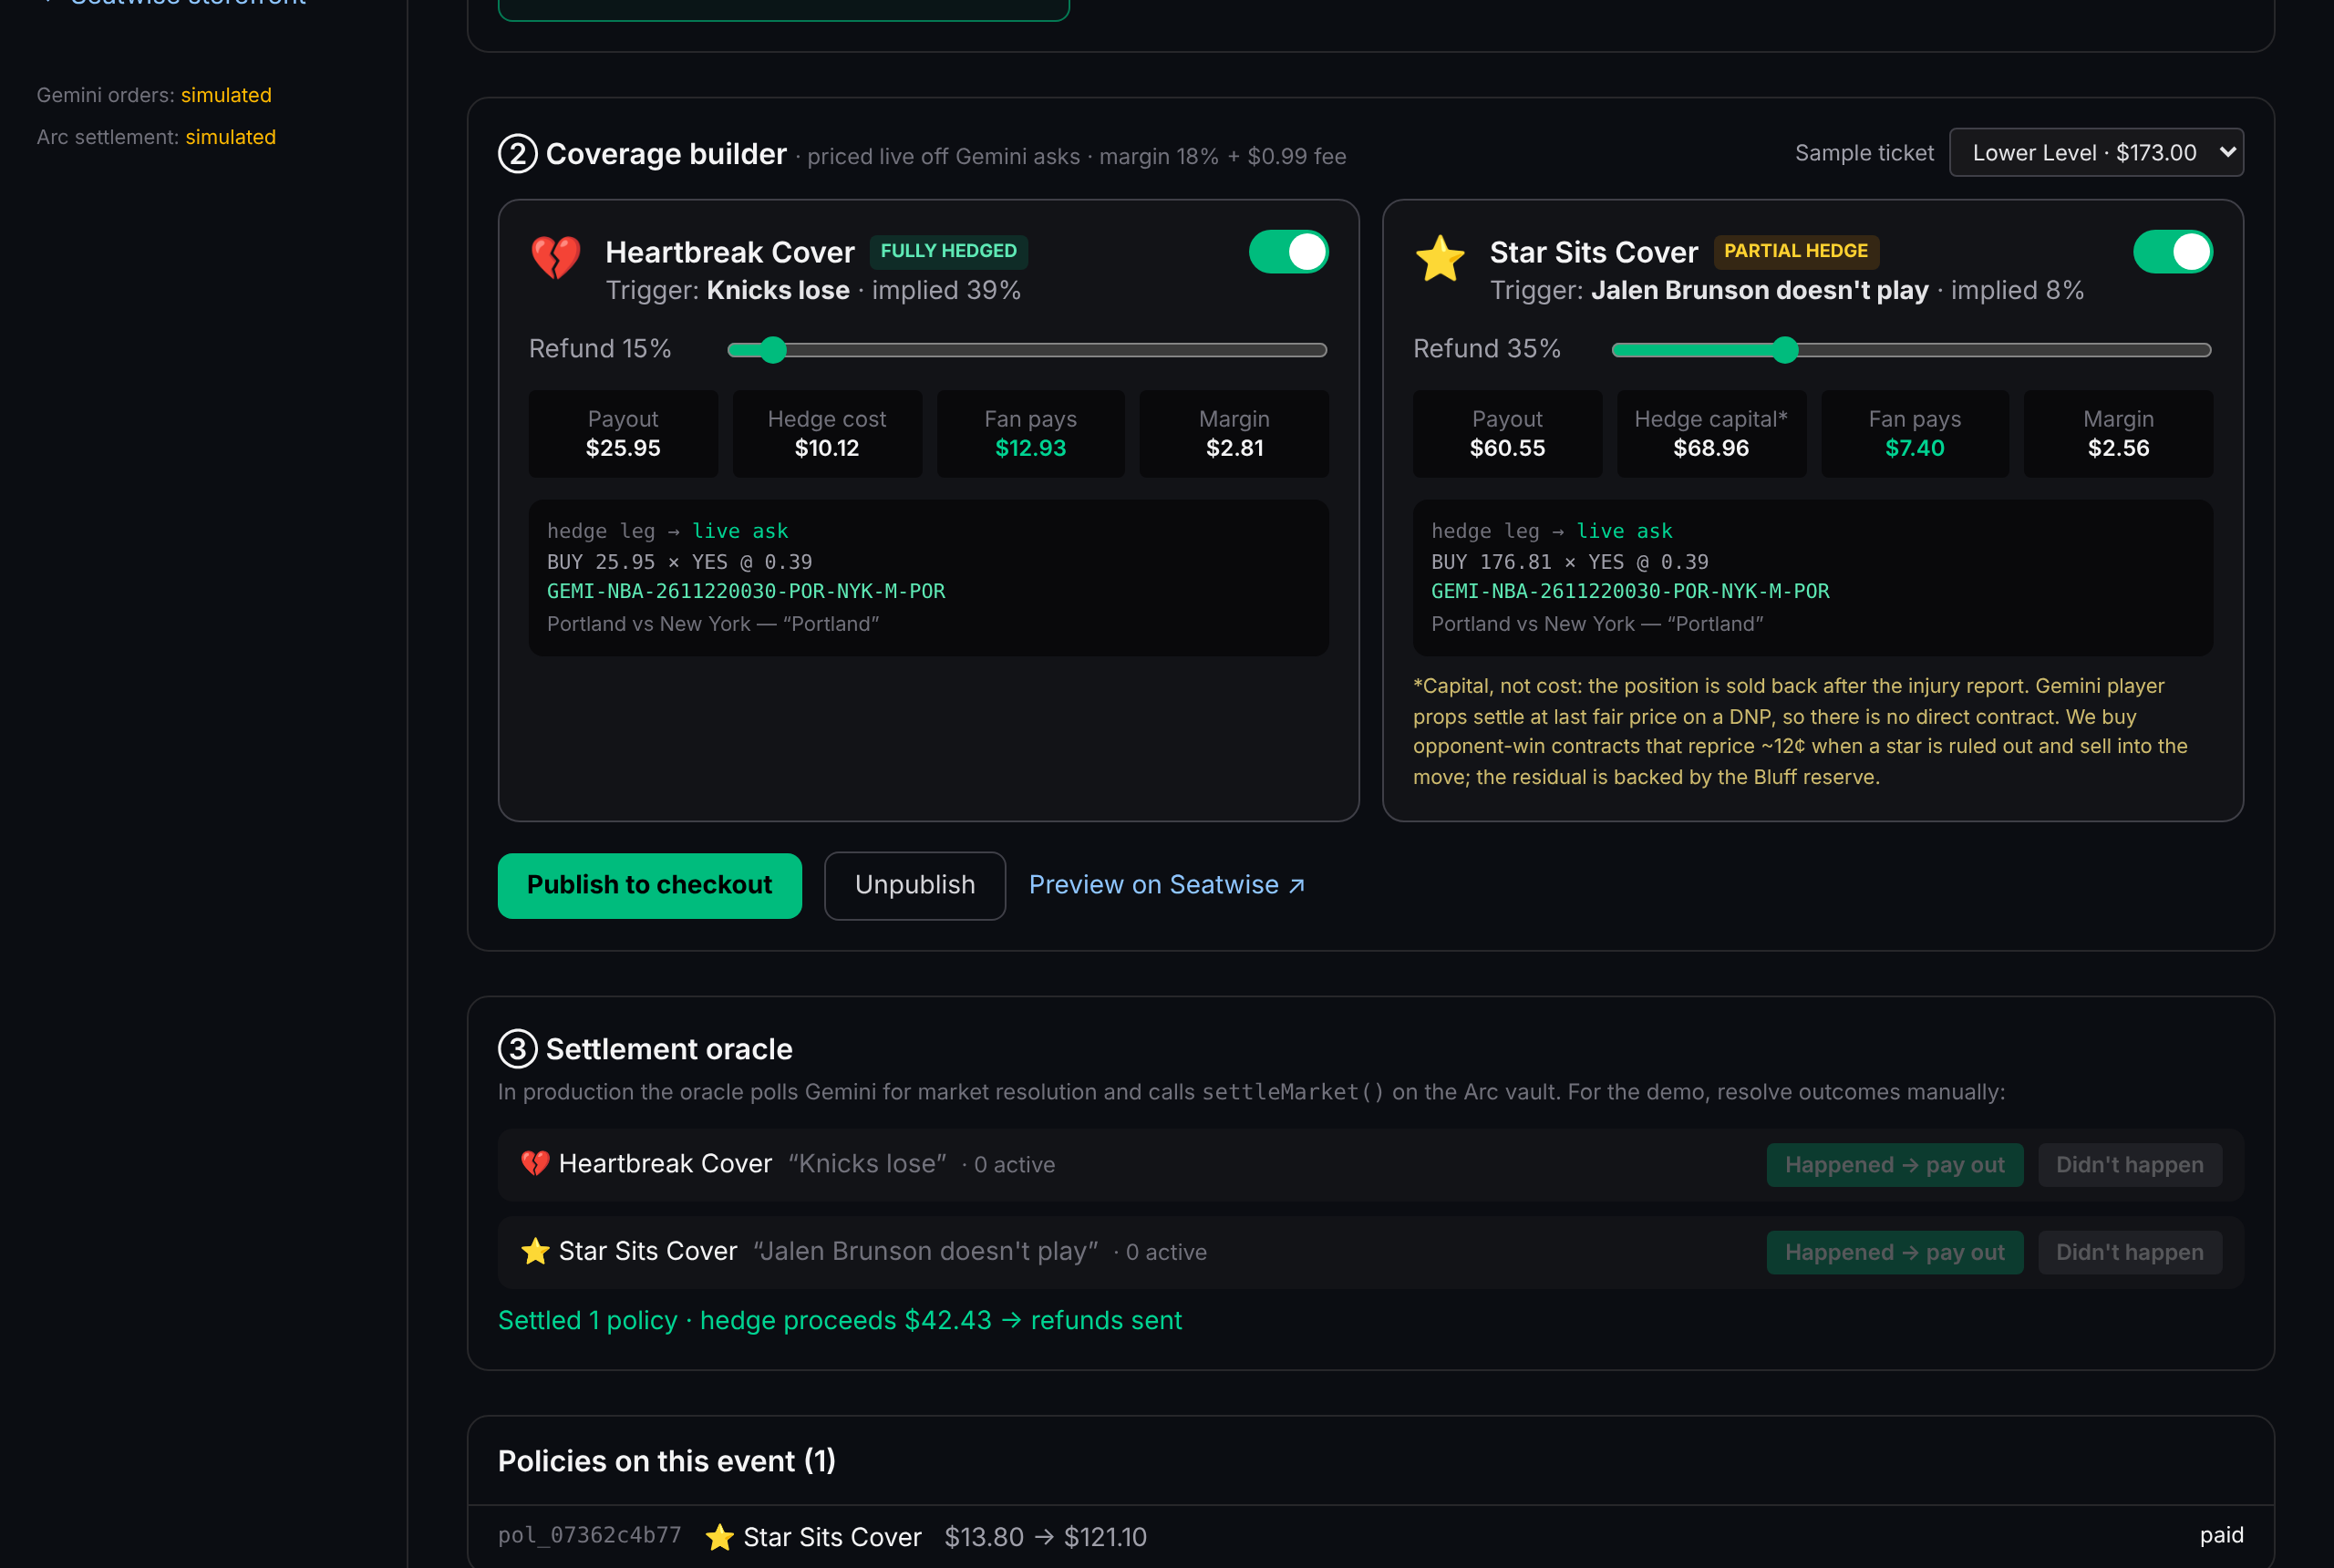 Seatwise storefront
Gemini orders: simulated
Arc settlement: simulated
② Coverage builder · priced live off Gemini asks · margin 18% + $0.99 fee
Sample ticket Lower Level · $173.00
💔 Heartbreak Cover FULLY HEDGED
Trigger: Knicks lose · implied 39%
Refund 15%
Payout Hedge cost Fan pays Margin
$25.95 $10.12 $12.93 $2.81
hedge leg → live ask
BUY 25.95 × YES @ 0.39
GEMI-NBA-2611220030-POR-NYK-M-POR
Portland vs New York — “Portland”
⭐ Star Sits Cover PARTIAL HEDGE
Trigger: Jalen Brunson doesn't play · implied 8%
Refund 35%
Payout Hedge capital* Fan pays Margin
$60.55 $68.96 $7.40 $2.56
hedge leg → live ask
BUY 176.81 × YES @ 0.39
GEMI-NBA-2611220030-POR-NYK-M-POR
Portland vs New York — “Portland”
*Capital, not cost: the position is sold back after the injury report. Gemini player
props settle at last fair price on a DNP, so there is no direct contract. We buy
opponent-win contracts that reprice ~12¢ when a star is ruled out and sell into the
move; the residual is backed by the Bluff reserve.
Publish to checkout Unpublish Preview on Seatwise ↗
③ Settlement oracle
In production the oracle polls Gemini for market resolution and calls settleMarket() on the Arc vault. For the demo, resolve outcomes manually:
💔 Heartbreak Cover “Knicks lose” · 0 active Happened → pay out Didn't happen
⭐ Star Sits Cover “Jalen Brunson doesn't play” · 0 active Happened → pay out Didn't happen
Settled 1 policy · hedge proceeds $42.43 → refunds sent
Policies on this event (1)
pol_07362c4b77 ⭐ Star Sits Cover $13.80 → $121.10 paid